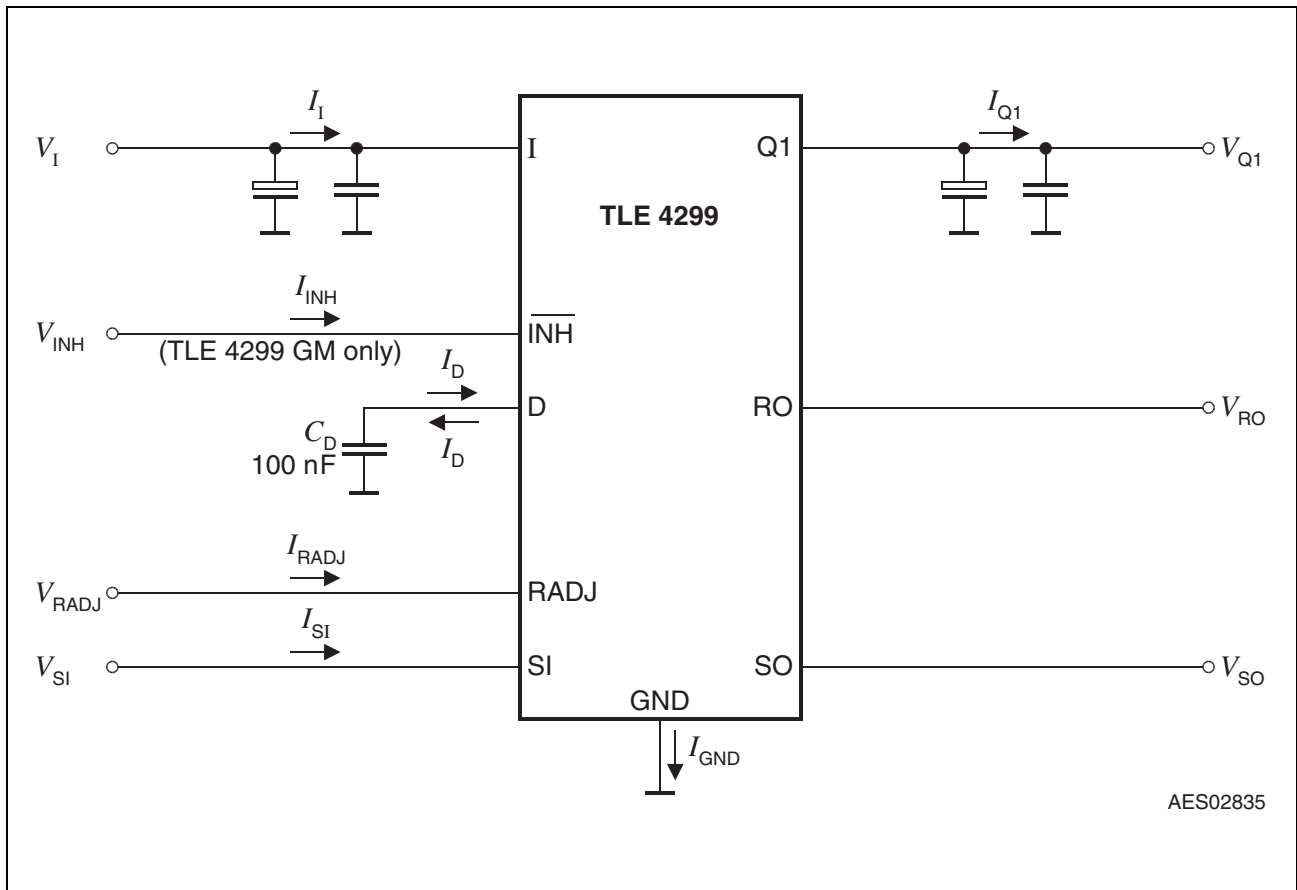 I_I
I_Q1
V_I
I
Q1
V_Q1
TLE 4299
I_INH
V_INH
INH
(TLE 4299 GM only)
I_D
D
RO
V_RO
C_D
100 nF
I_D
I_RADJ
V_RADJ
RADJ
I_SI
V_SI
SI
SO
V_SO
GND
I_GND
AES02835